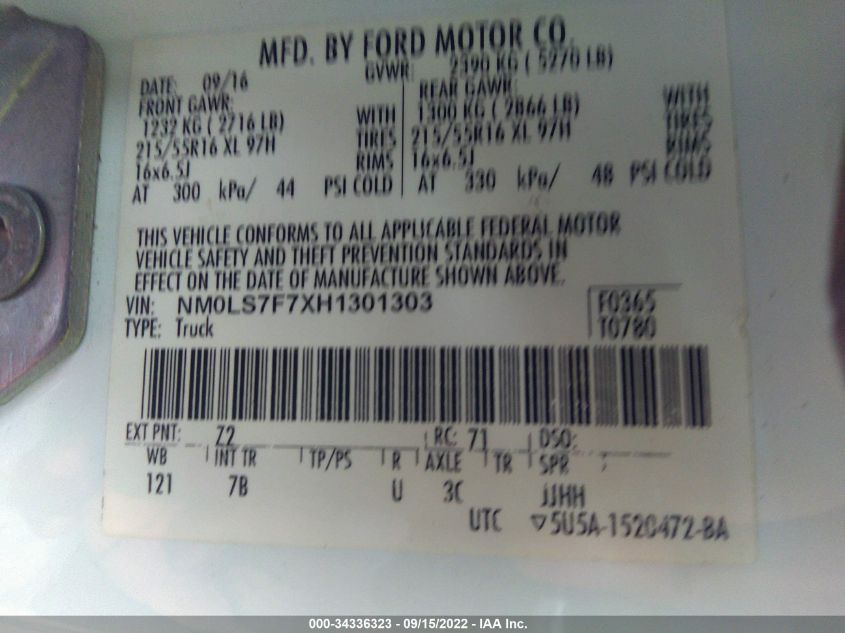 MFD. BY FORD MOTOR CO.
DATE: 09/16 GVWR: 2390 KG ( 5270 LB)
FRONT GAWR: REAR GAWR:
1232 KG ( 2716 LB) WITH 1300 KG ( 2866 LB) WITH
215/55R16 XL 97H TIRES 215/55R16 XL 97H TIRES
16x6.5J RIMS 16x6.5J RIMS
AT 300 kPa/ 44 PSI COLD AT 330 kPa/ 48 PSI COLD
THIS VEHICLE CONFORMS TO ALL APPLICABLE FEDERAL MOTOR
VEHICLE SAFETY AND THEFT PREVENTION STANDARDS IN
EFFECT ON THE DATE OF MANUFACTURE SHOWN ABOVE.
VIN: NM0LS7F7XH1301303 F0365
TYPE: Truck T0780
EXT PNT: Z2 RC: 71 DSO:
WB INT TR TP/PS R AXLE TR SPR
121 7B U 3C JJHH
UTC ▽5U5A-1520472-BA
000-34336323 - 09/15/2022 - IAA Inc.